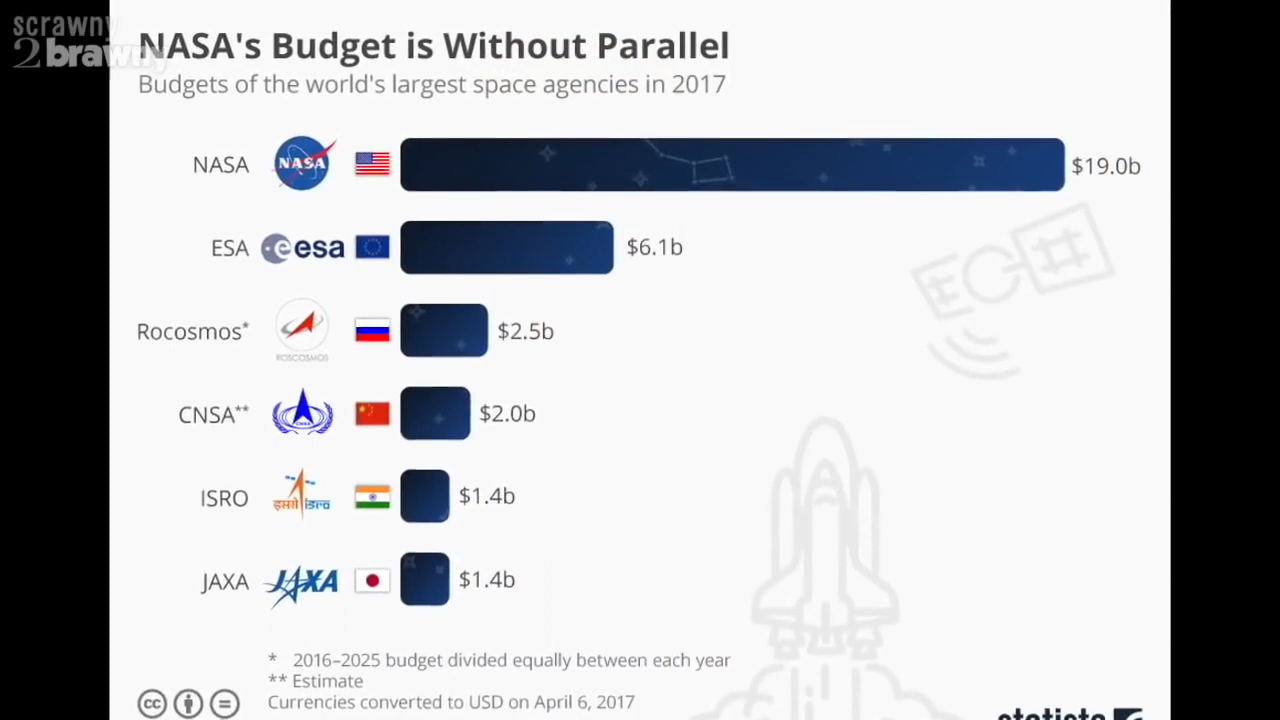 scrawny
2brawny
NASA's Budget is Without Parallel
Budgets of the world's largest space agencies in 2017
NASA NASA $19.0b
ESA esa $6.1b
Rocosmos* ROSCOSMOS $2.5b
CNSA** CNSA $2.0b
ISRO इसरो isro $1.4b
JAXA JAXA $1.4b
* 2016–2025 budget divided equally between each year
** Estimate
Currencies converted to USD on April 6, 2017
cc
statista